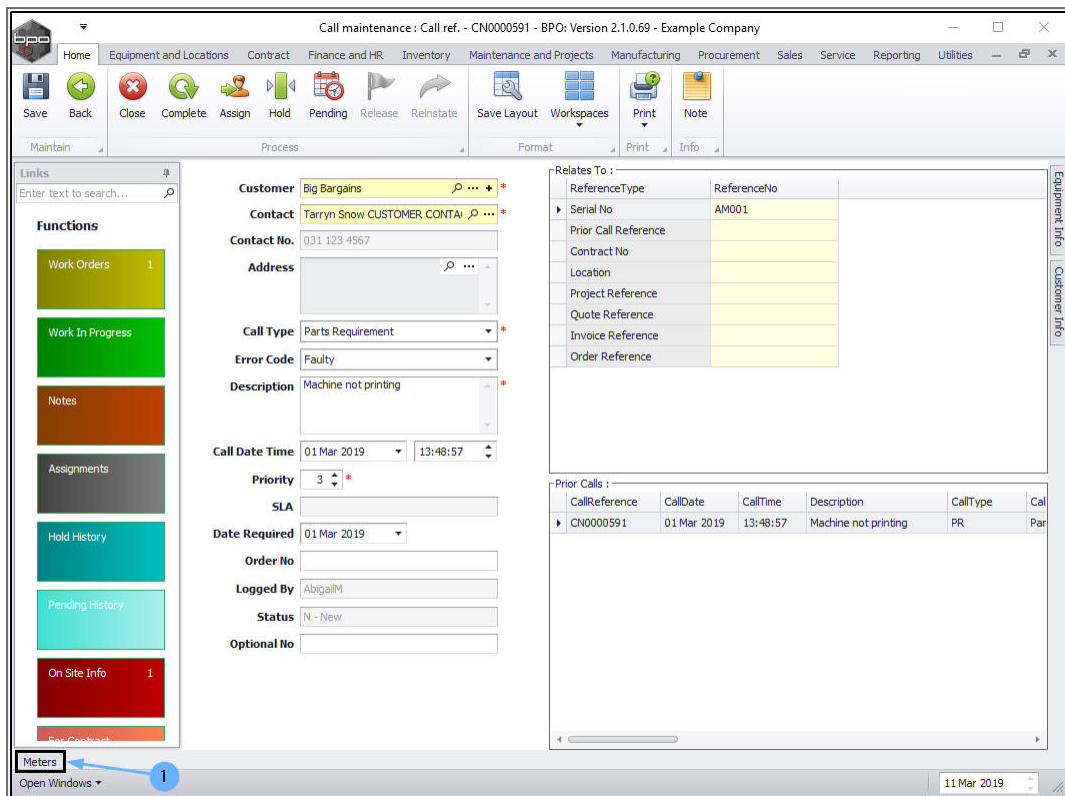 Call maintenance : Call ref. - CN0000591 - BPO: Version 2.1.0.69 - Example Company
bpo
Home Equipment and Locations Contract Finance and HR Inventory Maintenance and Projects Manufacturing Procurement Sales Service Reporting Utilities
Save Back Close Complete Assign Hold Pending Release Reinstate Save Layout Workspaces Print Note
Maintain Process Format Print Info
Links
Enter text to search...
Functions
Work Orders 1
Work In Progress
Notes
Assignments
Hold History
Pending History
On Site Info 1
For Contract
Customer Big Bargains *
Contact Tarryn Snow CUSTOMER CONTA *
Contact No. 031 123 4567
Address
Call Type Parts Requirement *
Error Code Faulty
Description Machine not printing *
Call Date Time 01 Mar 2019 13:48:57
Priority 3 *
SLA
Date Required 01 Mar 2019
Order No
Logged By AbigailM
Status N - New
Optional No
Relates To :
ReferenceType ReferenceNo
Serial No AM001
Prior Call Reference
Contract No
Location
Project Reference
Quote Reference
Invoice Reference
Order Reference
Prior Calls :
CallReference CallDate CallTime Description CallType Cal
CN0000591 01 Mar 2019 13:48:57 Machine not printing PR Par
Equipment Info
Customer Info
Meters
1
Open Windows
11 Mar 2019